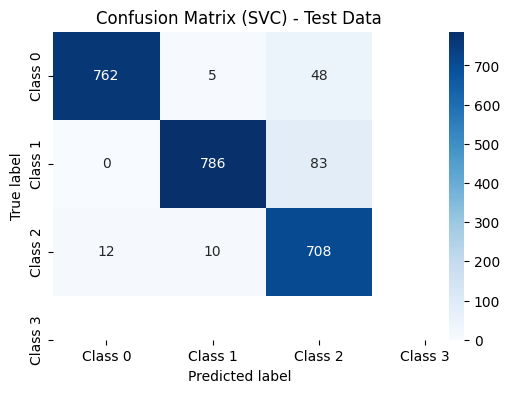 Confusion Matrix (SVC) - Test Data
Class 0
762 5 48
Class 1
0 786 83
Class 2
12 10 708
Class 3
True label
Class 0 Class 1 Class 2 Class 3
Predicted label
700
600
500
400
300
200
100
0